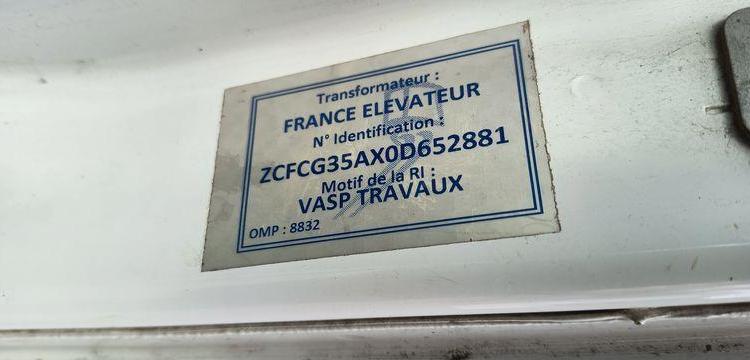 Transformateur :
FRANCE ELEVATEUR
N° Identification :
ZCFCG35AX0D652881
Motif de la RI :
VASP TRAVAUX
OMP : 8832